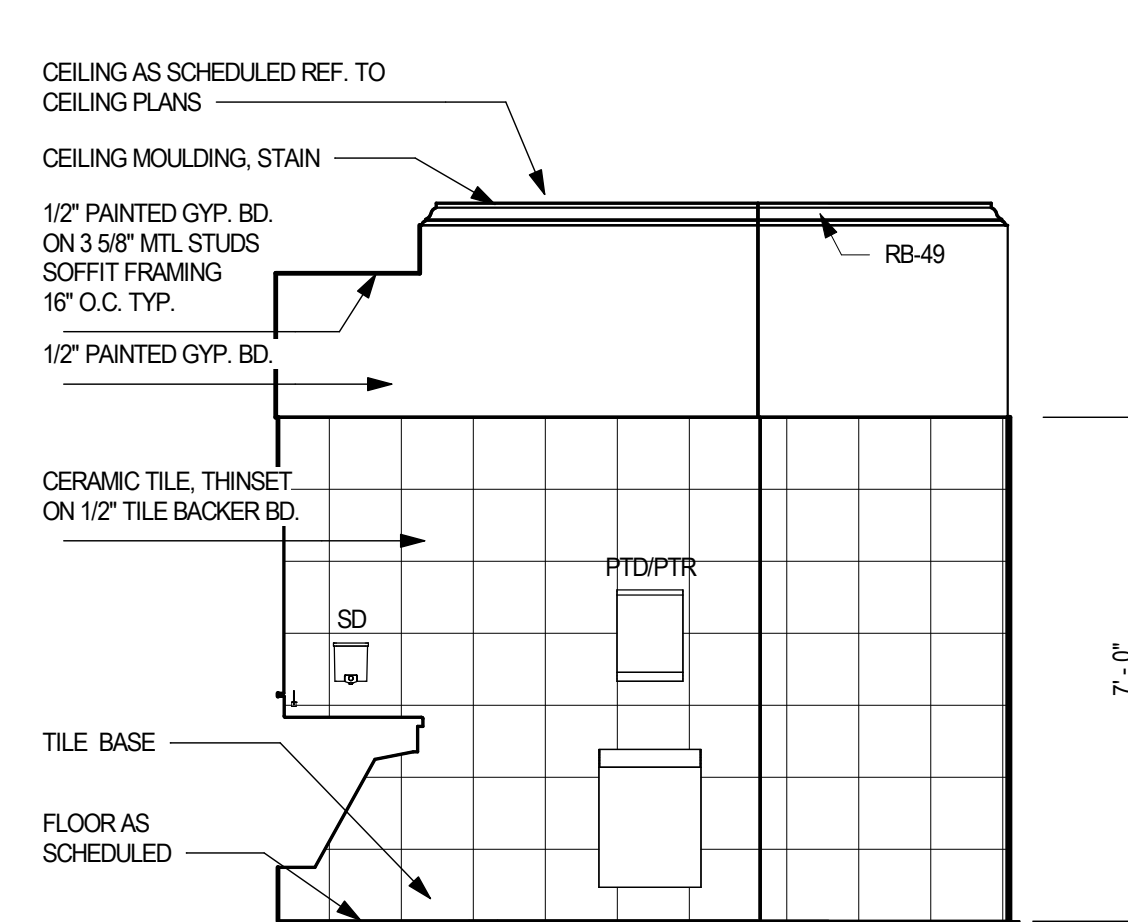 CEILING AS SCHEDULED REF. TO
CEILING PLANS
CEILING MOULDING, STAIN
1/2" PAINTED GYP. BD.
ON 3 5/8" MTL STUDS
SOFFIT FRAMING
16" O.C. TYP.
RB-49
1/2" PAINTED GYP. BD.
CERAMIC TILE, THINSET
ON 1/2" TILE BACKER BD.
PTD/PTR
SD
7' - 0"
TILE BASE
FLOOR AS
SCHEDULED